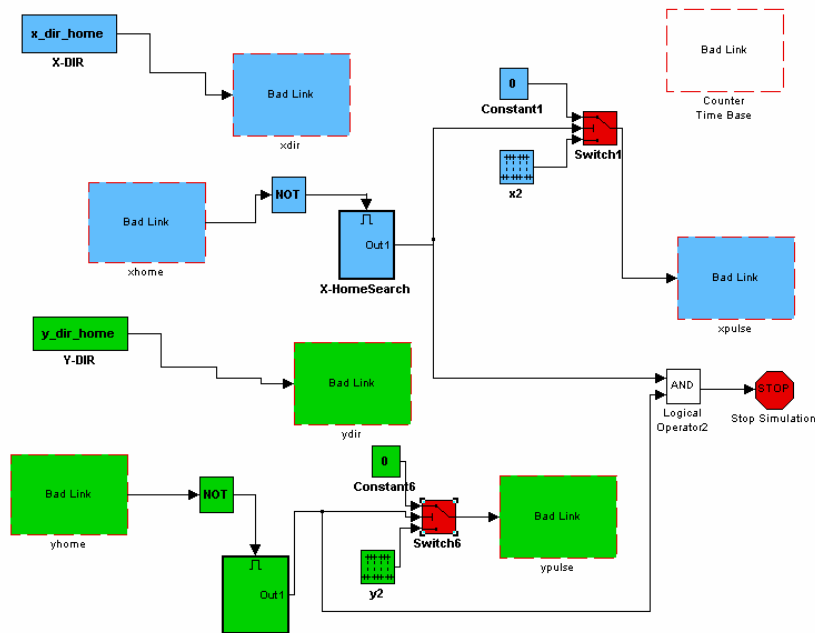 x_dir_home
X-DIR
Bad Link
xdir
Bad Link
Counter
Time Base
0
Constant1
Switch1
x2
Bad Link
xhome
NOT
Out1
X-HomeSearch
Bad Link
xpulse
y_dir_home
Y-DIR
Bad Link
ydir
AND
Logical
Operator2
STOP
Stop Simulation
Bad Link
yhome
NOT
Out1
0
Constant6
Switch6
y2
Bad Link
ypulse